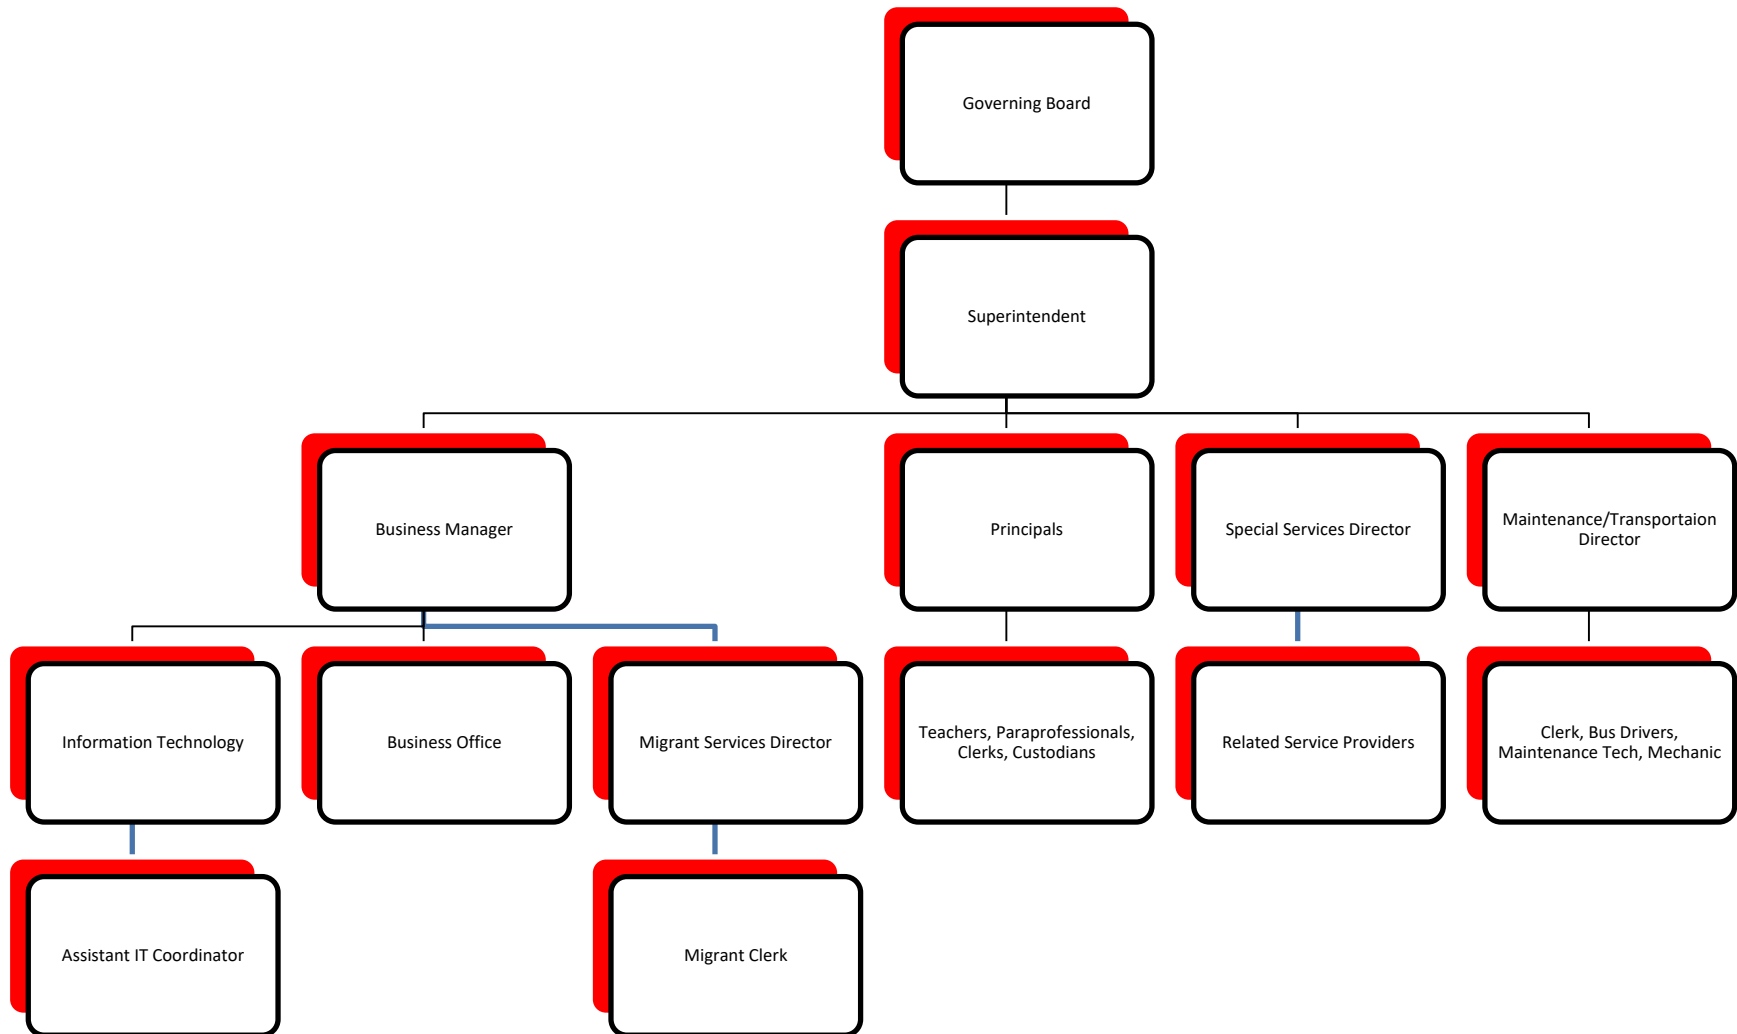 Governing Board
Superintendent
Business Manager
Principals
Special Services Director
Maintenance/Transportaion
Director
Information Technology
Business Office
Migrant Services Director
Teachers, Paraprofessionals,
Clerks, Custodians
Related Service Providers
Clerk, Bus Drivers,
Maintenance Tech, Mechanic
Assistant IT Coordinator
Migrant Clerk